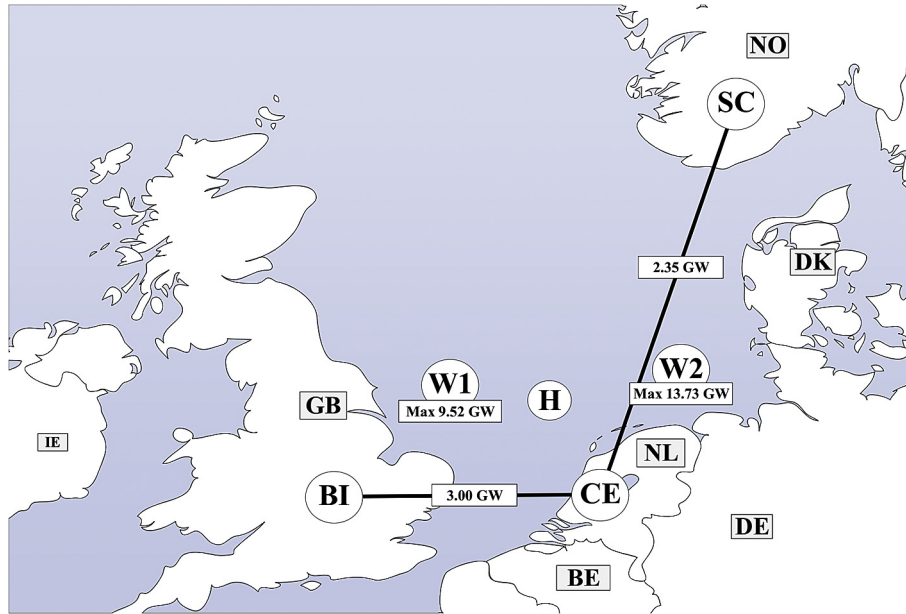 NO
SC
2.35 GW
DK
W1
Max 9.52 GW
H
W2
Max 13.73 GW
GB
IE
NL
BI
3.00 GW
CE
DE
BE